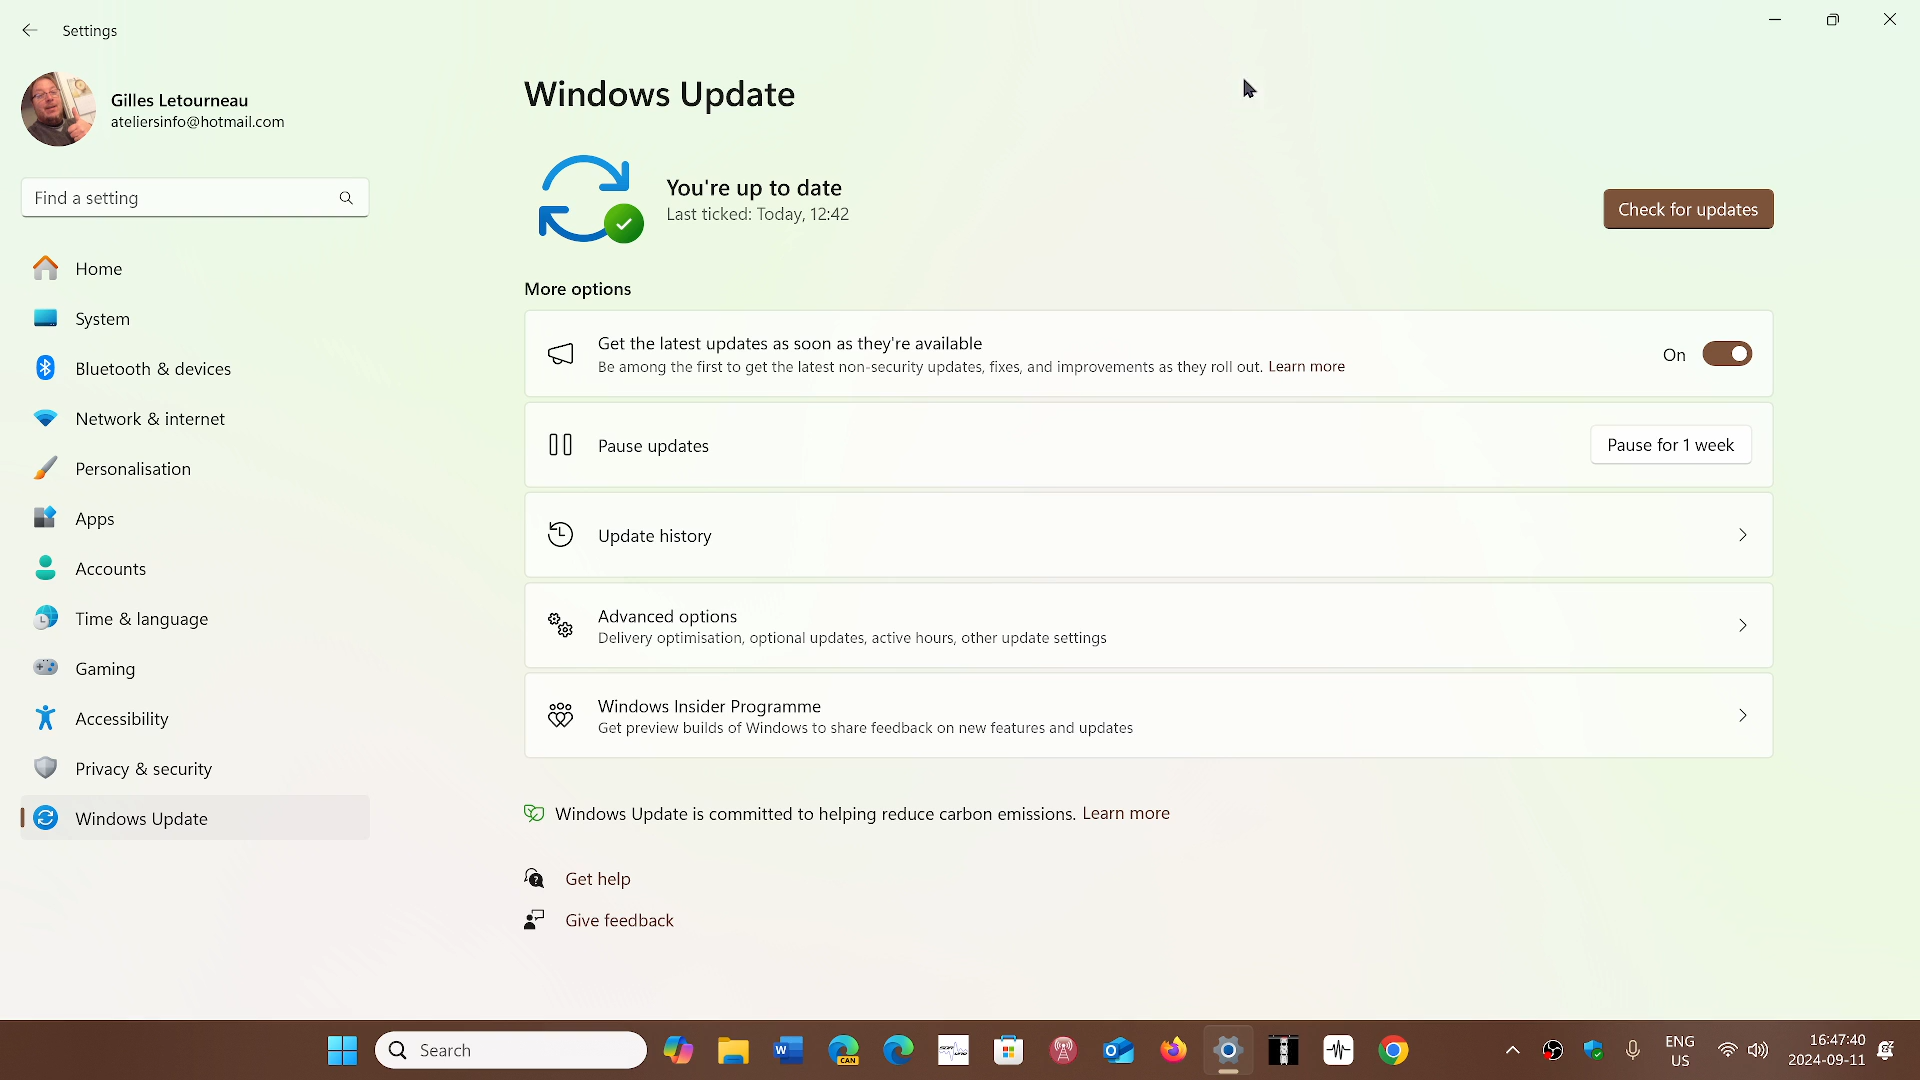 Settings
Gilles Letourneau
ateliersinfo@hotmail.com
Find a setting
Home
System
Bluetooth & devices
Network & internet
Personalisation
Apps
Accounts
Time & language
Gaming
Accessibility
Privacy & security
Windows Update
Windows Update
You're up to date
Last ticked: Today, 12:42
Check for updates
More options
Get the latest updates as soon as they're available
Be among the first to get the latest non-security updates, fixes, and improvements as they roll out. Learn more
On
Pause updates
Pause for 1 week
Update history
Advanced options
Delivery optimisation, optional updates, active hours, other update settings
Windows Insider Programme
Get preview builds of Windows to share feedback on new features and updates
Windows Update is committed to helping reduce carbon emissions. Learn more
Get help
Give feedback
Search
W
CAN
ENG
US
16:47:40
2024-09-11